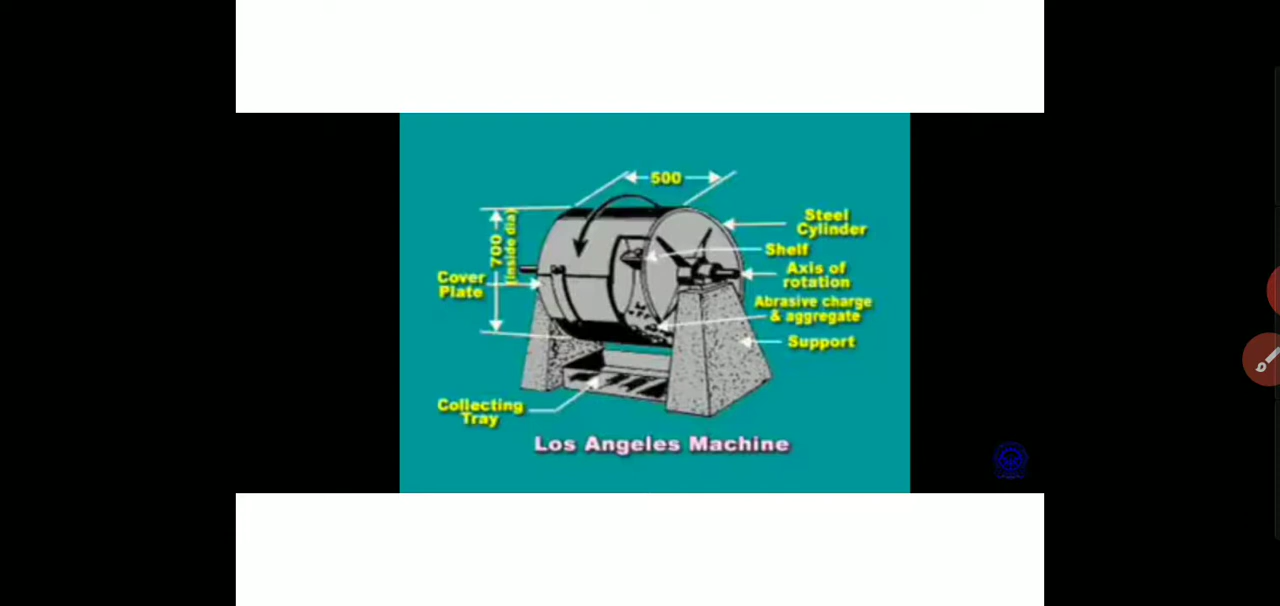 500
Steel
Cylinder
700
(inside dia)
Shelf
Axis of
rotation
Cover
Plate
Abrasive charge
& aggregate
Support
Collecting
Tray
Los Angeles Machine